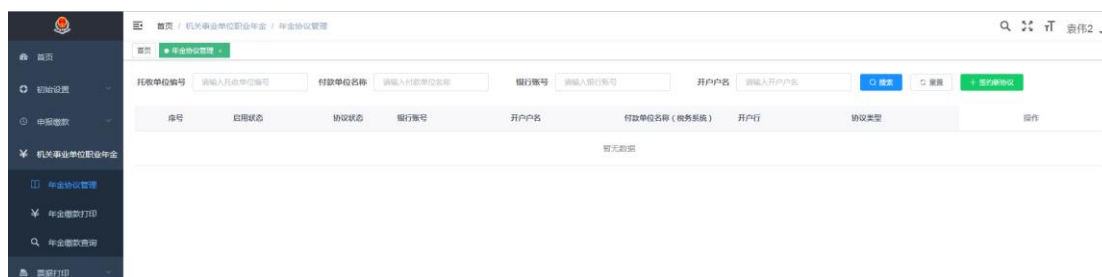 首页 / 机关事业单位职业年金 / 年金协议管理
袁伟2
首页
年金协议管理 ×
首页
初始设置
申报缴款
机关事业单位职业年金
年金协议管理
年金缴款打印
年金缴款查询
票据打印
托收单位编号 请输入托收单位编号 付款单位名称 请输入付款单位名称 银行账号 请输入银行账号 开户户名 请输入开户户名 搜索 重置 + 签约新协议
序号 启用状态 协议状态 银行账号 开户户名 付款单位名称(税务系统) 开户行 协议类型 操作
暂无数据